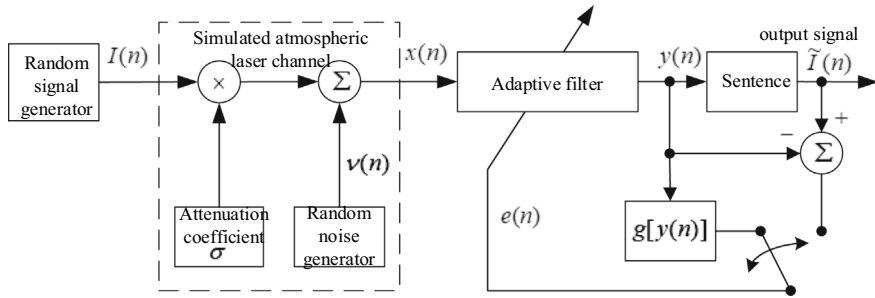 Random
signal
generator
I(n)
Simulated atmospheric
laser channel
×
Σ
ν(n)
Attenuation
coefficient
σ
Random
noise
generator
x(n)
Adaptive filter
e(n)
y(n)
Sentence
output signal
Ĩ(n)
+
−
Σ
g[y(n)]